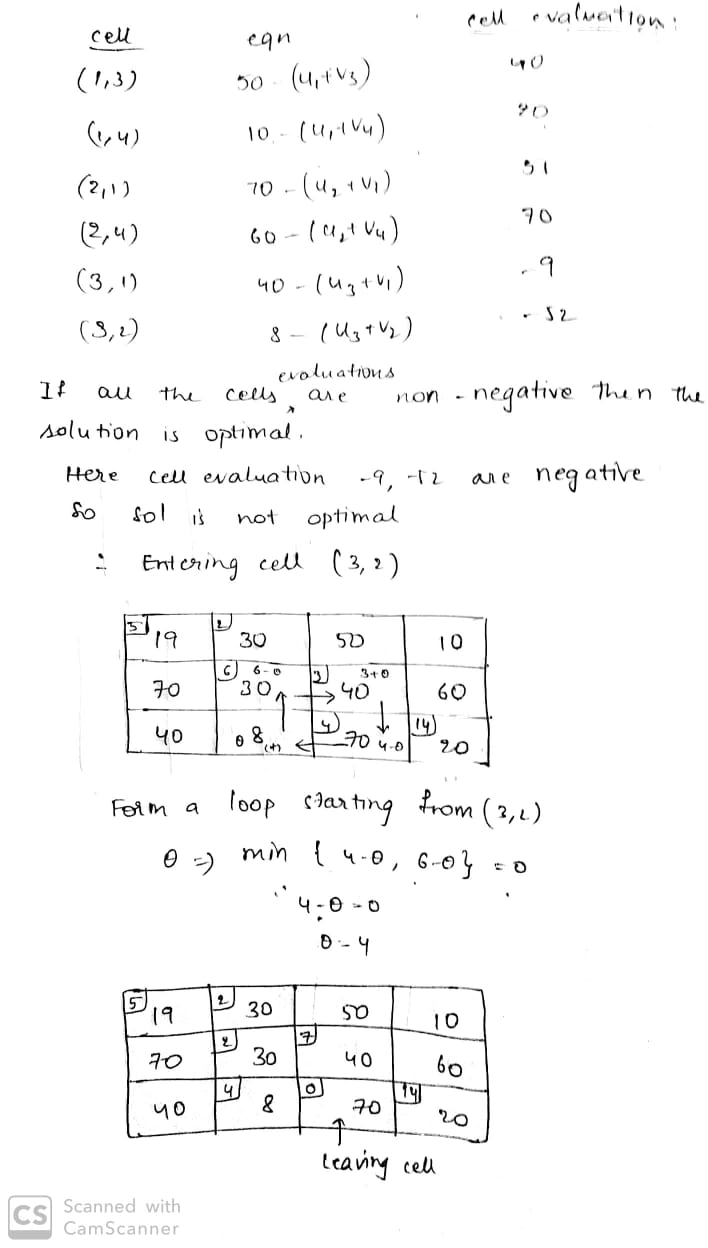 cell eqn cell evaluation:
(1,3) 50 - (u₁+v₃) 40
(1,4) 10 - (u₁+v₄)
(2,1) 70 - (u₂+v₁) 51
(2,4) 60 - (u₂+v₄) 70
(3,1) 40 - (u₃+v₁) -9
(3,2) 8 - (u₃+v₂) -52
evaluations
If all the cells are non-negative then the
solution is optimal.
Here cell evaluation -9, -52 are negative
So sol is not optimal
∴ Entering cell (3,2)
5 19 2 30 50 10
70 6 6-θ 30 3 3+θ 40 60
40 θ 8 (+) 4 70 4-θ 14 20
Form a loop starting from (3,2)
θ ⇒ min { 4-θ, 6-θ} = 0
4-θ=0
θ=4
5 19 2 30 50 10
70 2 30 7 40 60
40 4 8 0 70 14 20
leaving cell
CS Scanned with
CamScanner